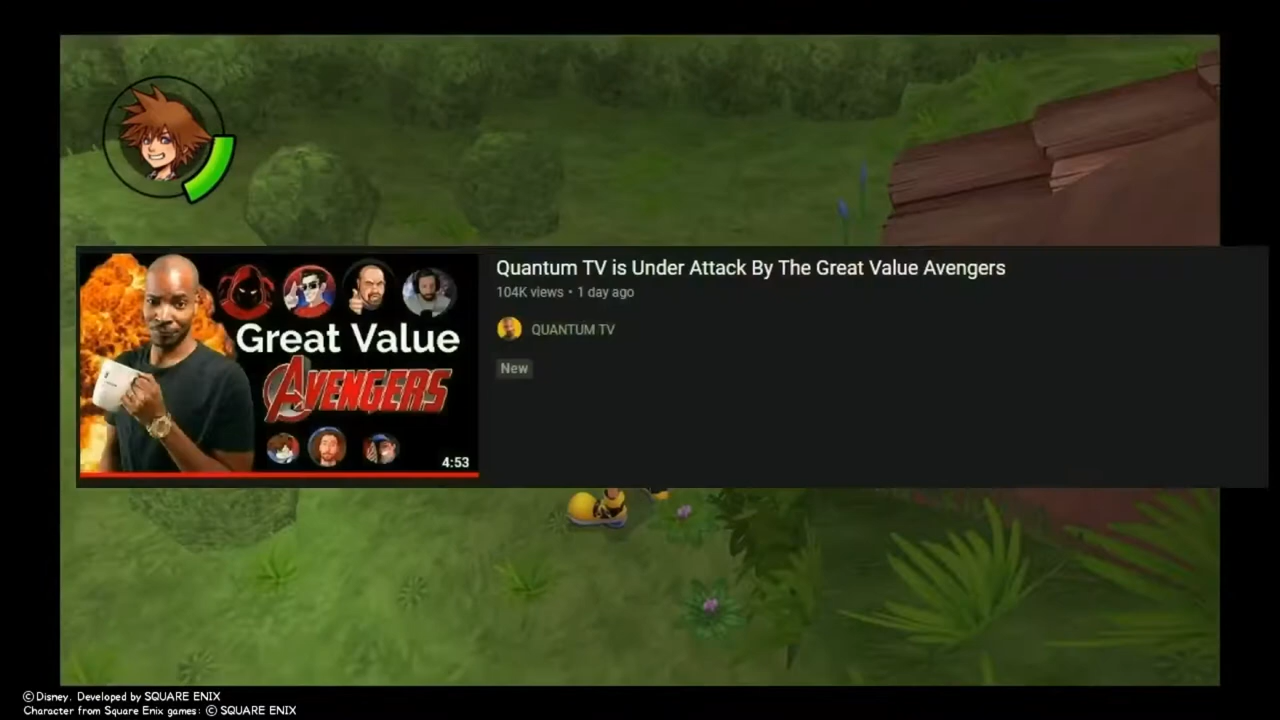 Quantum TV is Under Attack By The Great Value Avengers
104K views • 1 day ago
QUANTUM TV
New
Great Value
AVENGERS
4:53
©Disney. Developed by SQUARE ENIX
Character from Square Enix games: © SQUARE ENIX